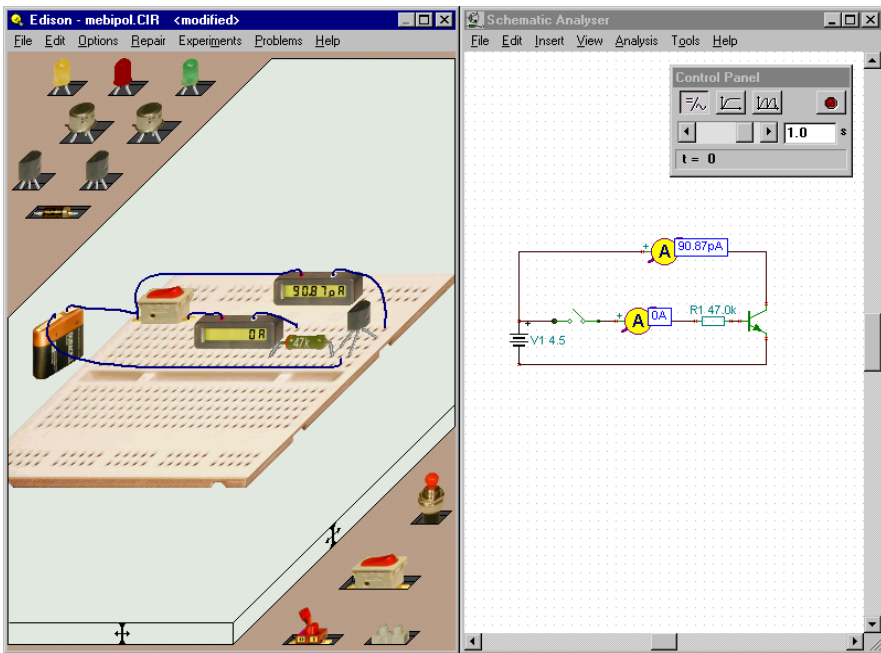 Edison - mebipol.CIR <modified>
File Edit Options Repair Experiments Problems Help
90.87pA
0A
47k
Schematic Analyser
File Edit Insert View Analysis Tools Help
Control Panel
1.0 s
t = 0
A 90.87pA
+
A 0A
+
R1 47.0k
+
V1 4.5